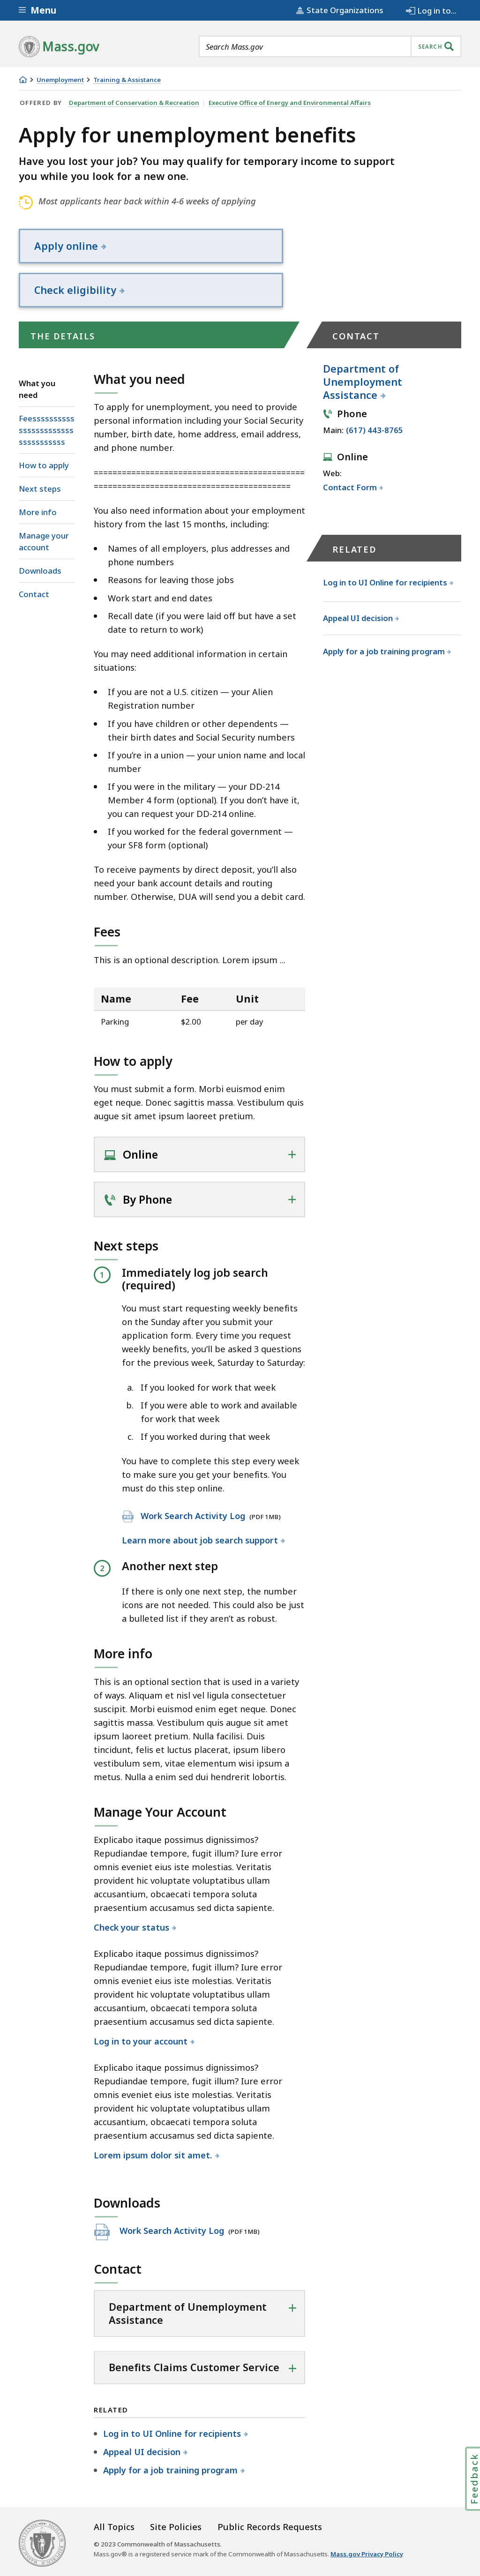 Menu
State Organizations
Log in to...
Mass.gov
Search Mass.gov
SEARCH
Unemployment
Training & Assistance
OFFERED BY Department of Conservation & Recreation Executive Office of Energy and Environmental Affairs
Apply for unemployment benefits
Have you lost your job? You may qualify for temporary income to support
you while you look for a new one.
Most applicants hear back within 4-6 weeks of applying
Apply online
Check eligibility
THE DETAILS
What you
need
Feesssssssssss
sssssssssssss
sssssssssss
How to apply
Next steps
More info
Manage your
account
Downloads
Contact
What you need
To apply for unemployment, you need to provide
personal information including your Social Security
number, birth date, home address, email address,
and phone number.
=============================================
==========================================
You also need information about your employment
history from the last 15 months, including:
• Names of all employers, plus addresses and
phone numbers
• Reasons for leaving those jobs
• Work start and end dates
• Recall date (if you were laid off but have a set
date to return to work)
You may need additional information in certain
situations:
• If you are not a U.S. citizen — your Alien
Registration number
• If you have children or other dependents —
their birth dates and Social Security numbers
• If you’re in a union — your union name and local
number
• If you were in the military — your DD-214
Member 4 form (optional). If you don’t have it,
you can request your DD-214 online.
• If you worked for the federal government —
your SF8 form (optional)
To receive payments by direct deposit, you’ll also
need your bank account details and routing
number. Otherwise, DUA will send you a debit card.
Fees
This is an optional description. Lorem ipsum ...
Name Fee Unit
Parking $2.00 per day
How to apply
You must submit a form. Morbi euismod enim
eget neque. Donec sagittis massa. Vestibulum quis
augue sit amet ipsum laoreet pretium.
Online
By Phone
Next steps
1 Immediately log job search
(required)
You must start requesting weekly benefits
on the Sunday after you submit your
application form. Every time you request
weekly benefits, you’ll be asked 3 questions
for the previous week, Saturday to Saturday:
a. If you looked for work that week
b. If you were able to work and available
for work that week
c. If you worked during that week
You have to complete this step every week
to make sure you get your benefits. You
must do this step online.
PDF Work Search Activity Log (PDF 1MB)
Learn more about job search support
2 Another next step
If there is only one next step, the number
icons are not needed. This could also be just
a bulleted list if they aren’t as robust.
More info
This is an optional section that is used in a variety
of ways. Aliquam et nisl vel ligula consectetuer
suscipit. Morbi euismod enim eget neque. Donec
sagittis massa. Vestibulum quis augue sit amet
ipsum laoreet pretium. Nulla facilisi. Duis
tincidunt, felis et luctus placerat, ipsum libero
vestibulum sem, vitae elementum wisi ipsum a
metus. Nulla a enim sed dui hendrerit lobortis.
Manage Your Account
Explicabo itaque possimus dignissimos?
Repudiandae tempore, fugit illum? Iure error
omnis eveniet eius iste molestias. Veritatis
provident hic voluptate voluptatibus ullam
accusantium, obcaecati tempora soluta
praesentium accusamus sed dicta sapiente.
Check your status
Explicabo itaque possimus dignissimos?
Repudiandae tempore, fugit illum? Iure error
omnis eveniet eius iste molestias. Veritatis
provident hic voluptate voluptatibus ullam
accusantium, obcaecati tempora soluta
praesentium accusamus sed dicta sapiente.
Log in to your account
Explicabo itaque possimus dignissimos?
Repudiandae tempore, fugit illum? Iure error
omnis eveniet eius iste molestias. Veritatis
provident hic voluptate voluptatibus ullam
accusantium, obcaecati tempora soluta
praesentium accusamus sed dicta sapiente.
Lorem ipsum dolor sit amet.
Downloads
PDF Work Search Activity Log (PDF 1MB)
Contact
Department of Unemployment
Assistance
Benefits Claims Customer Service
RELATED
• Log in to UI Online for recipients
• Appeal UI decision
• Apply for a job training program
CONTACT
Department of
Unemployment
Assistance
Phone
Main: (617) 443-8765
Online
Web:
Contact Form
RELATED
Log in to UI Online for recipients
Appeal UI decision
Apply for a job training program
Feedback
All Topics Site Policies Public Records Requests
© 2023 Commonwealth of Massachusetts.
Mass.gov® is a registered service mark of the Commonwealth of Massachusetts. Mass.gov Privacy Policy